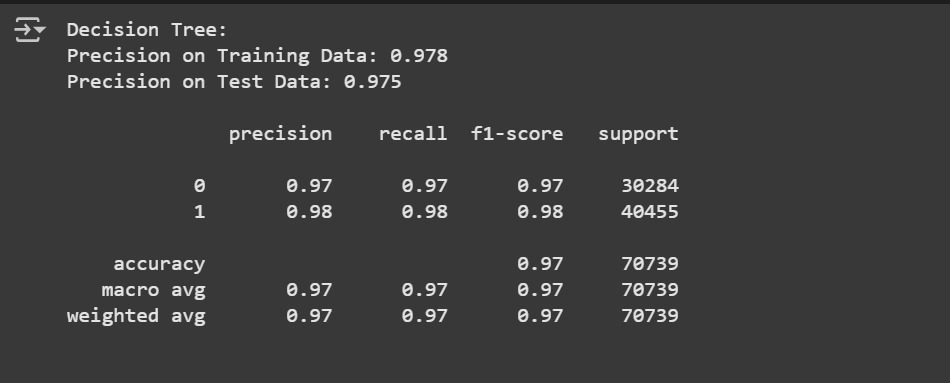 Decision Tree:
Precision on Training Data: 0.978
Precision on Test Data: 0.975
precision recall f1-score support
0 0.97 0.97 0.97 30284
1 0.98 0.98 0.98 40455
accuracy 0.97 70739
macro avg 0.97 0.97 0.97 70739
weighted avg 0.97 0.97 0.97 70739